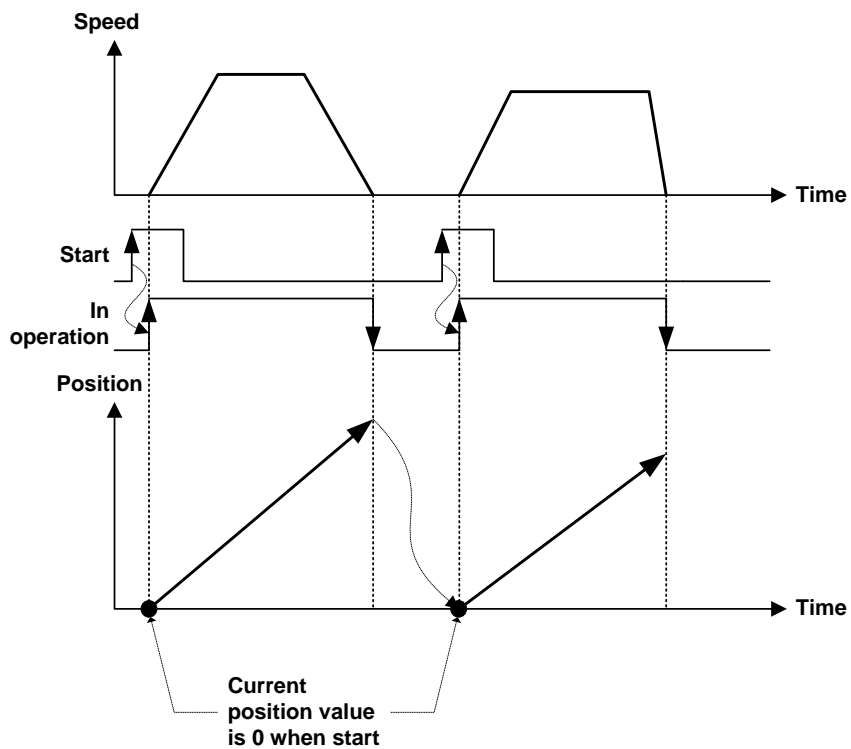 Speed
Time
Start
In
operation
Position
Time
Current
position value
is 0 when start